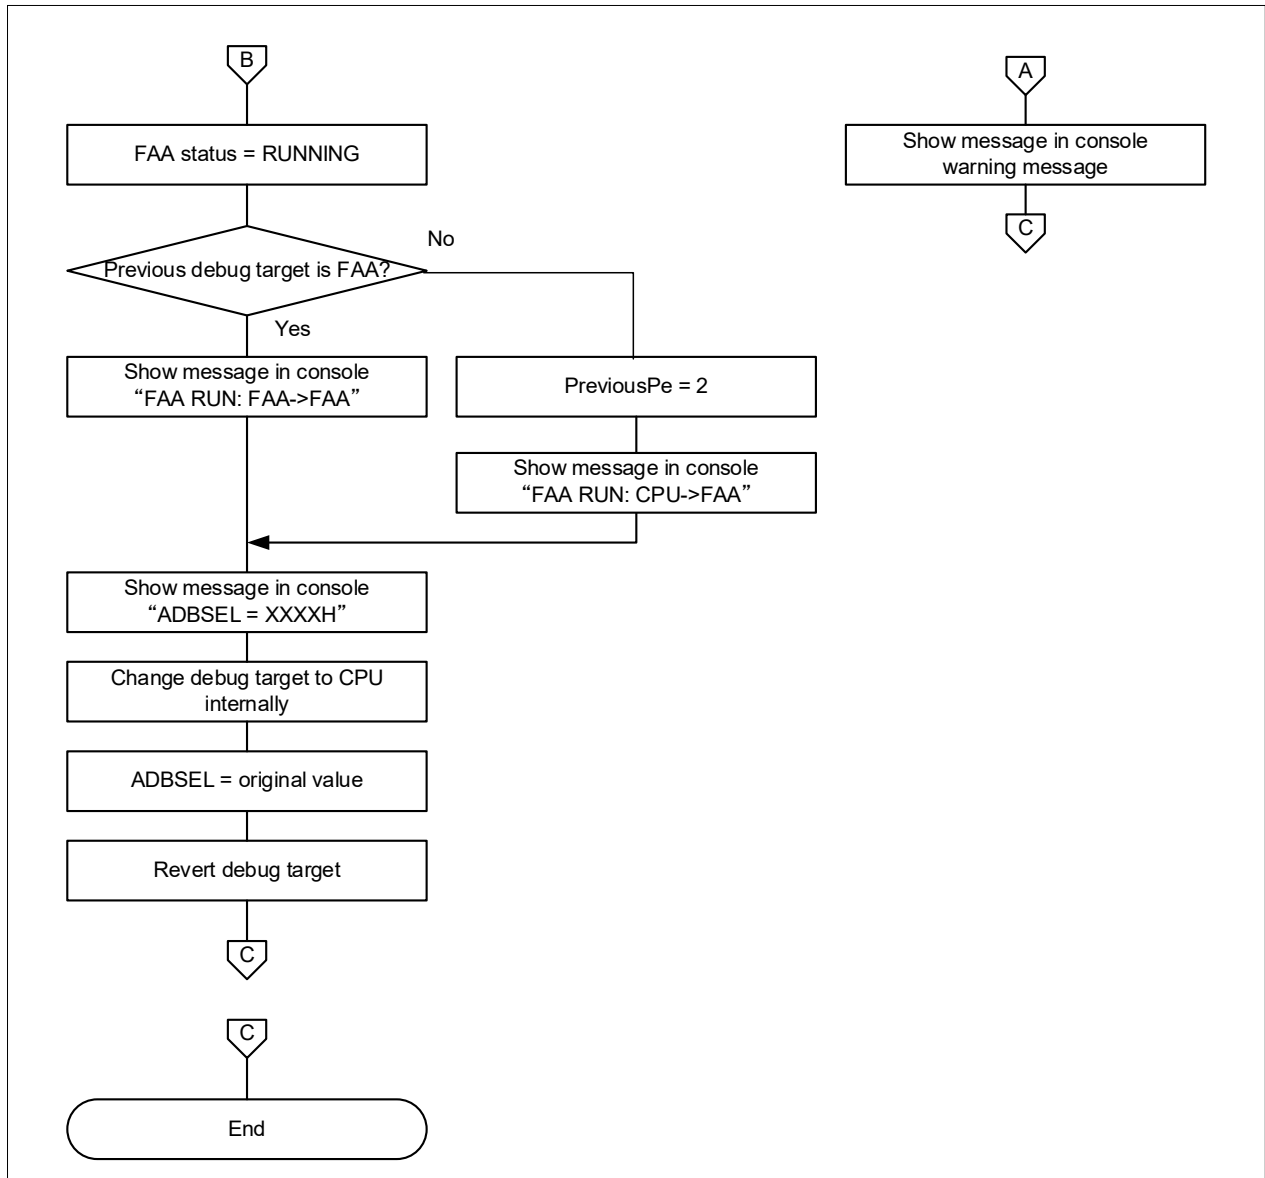 B
FAA status = RUNNING
Previous debug target is FAA?
No
Yes
Show message in console
“FAA RUN: FAA->FAA”
PreviousPe = 2
Show message in console
“FAA RUN: CPU->FAA”
Show message in console
“ADBSEL = XXXXH”
Change debug target to CPU
internally
ADBSEL = original value
Revert debug target
C
C
End
A
Show message in console
warning message
C